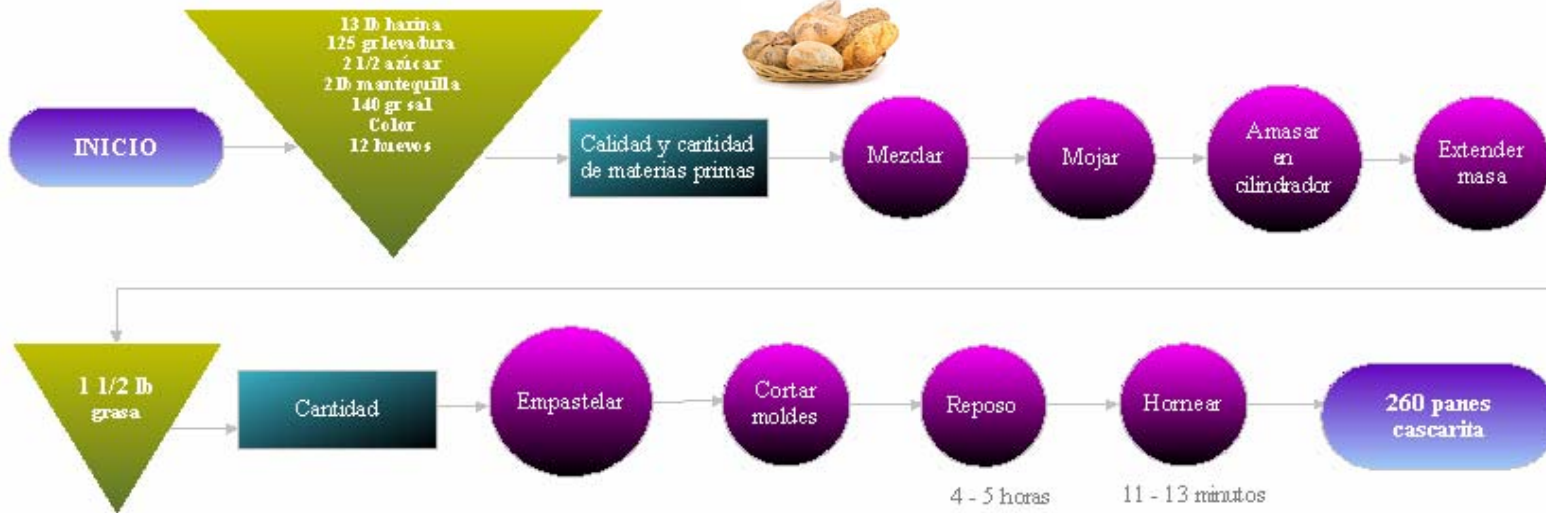 INICIO
13 lb harina
125 gr levadura
2 1/2 azúcar
2 lb mantequilla
140 gr sal
Color
12 huevos
Calidad y cantidad
de materias primas
Mezclar
Mojar
Amasar
en
cilindrador
Extender
masa
1 1/2 lb
grasa
Cantidad
Empastelar
Cortar
moldes
Reposo
4 - 5 horas
Hornear
11 - 13 minutos
260 panes
cascarita